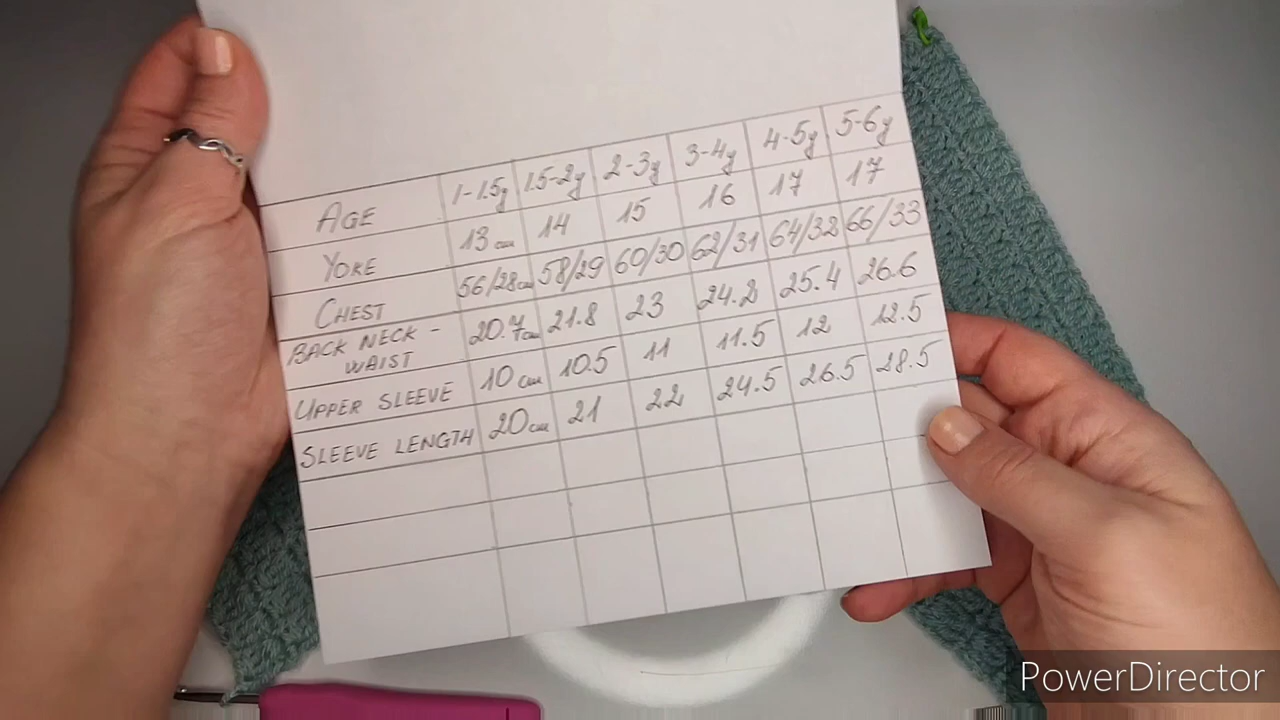 AGE 1-1.5y 1.5-2y 2-3y 3-4y 4-5y 5-6y
YOKE 13 cm 14 15 16 17 17
CHEST 56/28cm 58/29 60/30 62/31 64/32 66/33
BACK NECK - WAIST 20.7cm 21.8 23 24.2 25.4 26.6
UPPER SLEEVE 10 cm 10.5 11 11.5 12 12.5
SLEEVE LENGTH 20cm 21 22 24.5 26.5 28.5
PowerDirector